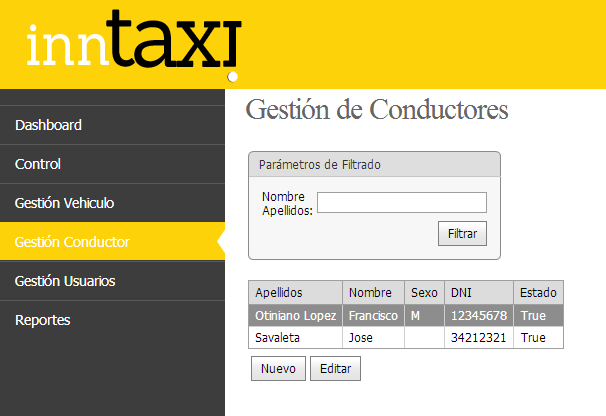 inntaxi
Gestión de Conductores
Dashboard
Control
Gestión Vehiculo
Gestión Conductor
Gestión Usuarios
Reportes
Parámetros de Filtrado
Nombre
Apellidos:
Filtrar
Apellidos Nombre Sexo DNI Estado
Otiniano Lopez Francisco M 12345678 True
Savaleta Jose 34212321 True
Nuevo Editar